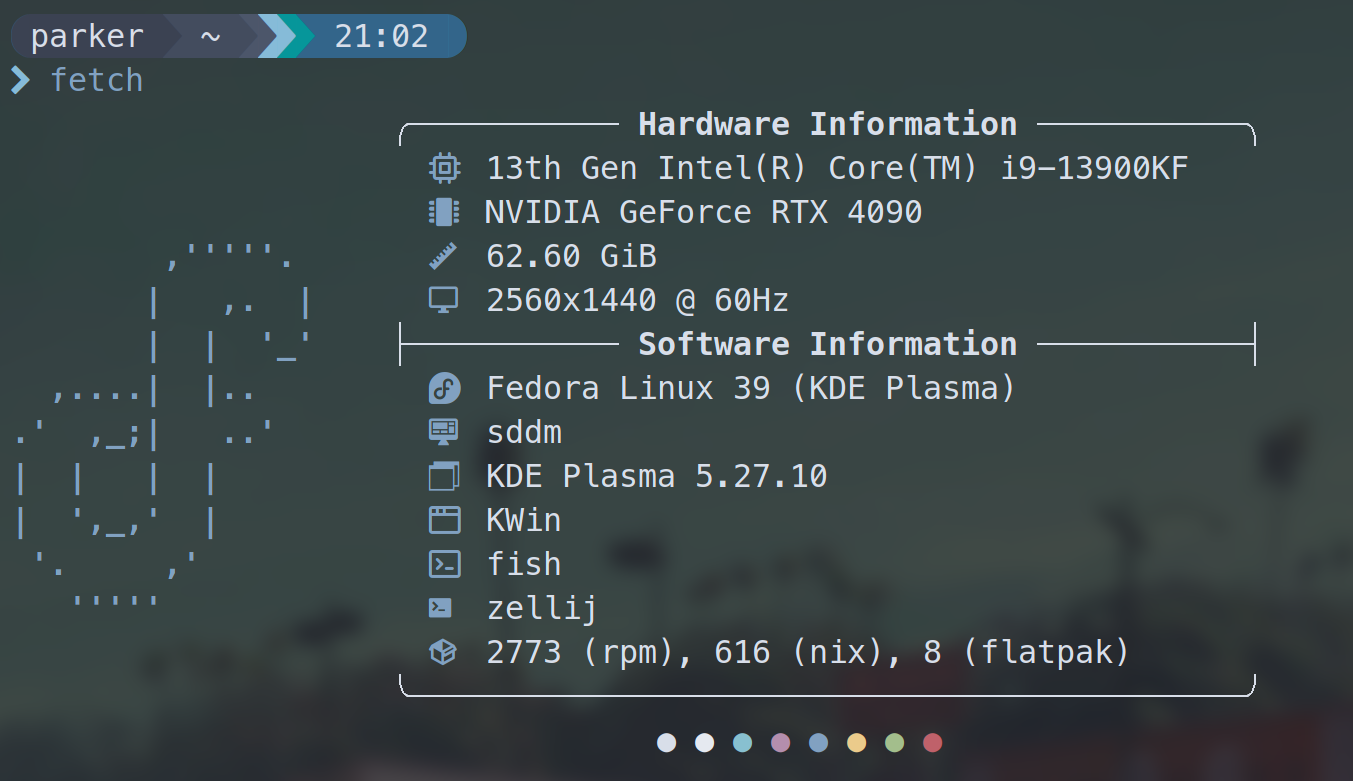 parker ~ 21:02
❯ fetch
Hardware Information
13th Gen Intel(R) Core(TM) i9-13900KF
NVIDIA GeForce RTX 4090
62.60 GiB
2560x1440 @ 60Hz
Software Information
Fedora Linux 39 (KDE Plasma)
sddm
KDE Plasma 5.27.10
KWin
fish
zellij
2773 (rpm), 616 (nix), 8 (flatpak)